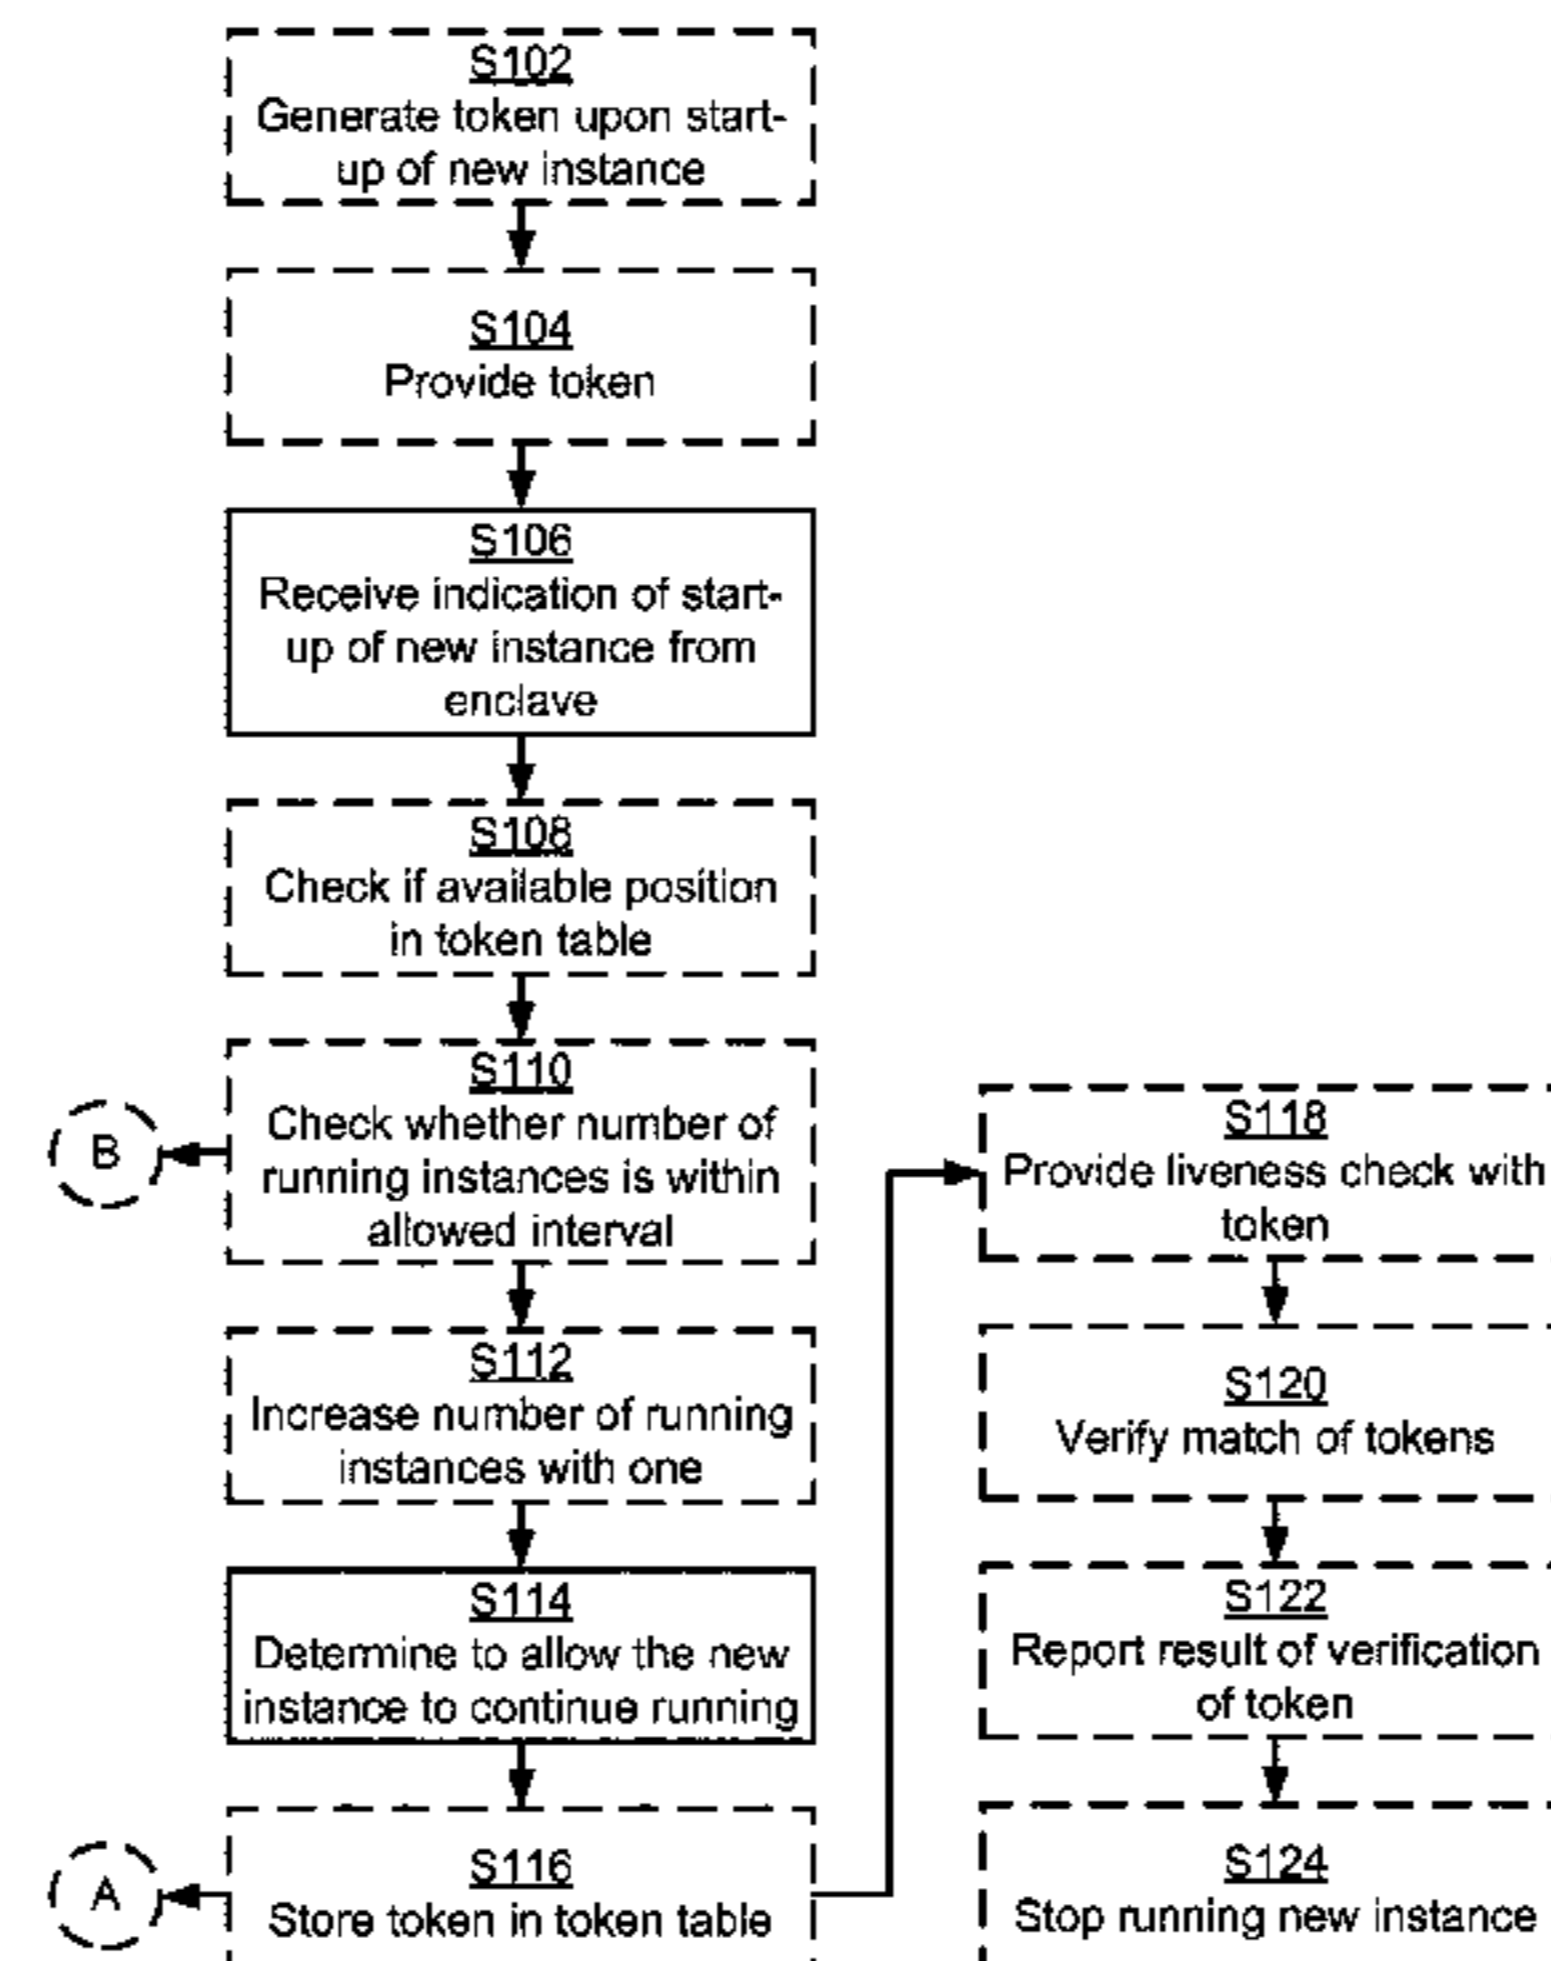 S102
Generate token upon start-
up of new instance
S104
Provide token
S106
Receive indication of start-
up of new instance from
enclave
S108
Check if available position
in token table
S110
Check whether number of
running instances is within
allowed interval
B
S112
Increase number of running
instances with one
S114
Determine to allow the new
instance to continue running
S116
Store token in token table
A
S118
Provide liveness check with
token
S120
Verify match of tokens
S122
Report result of verification
of token
S124
Stop running new instance